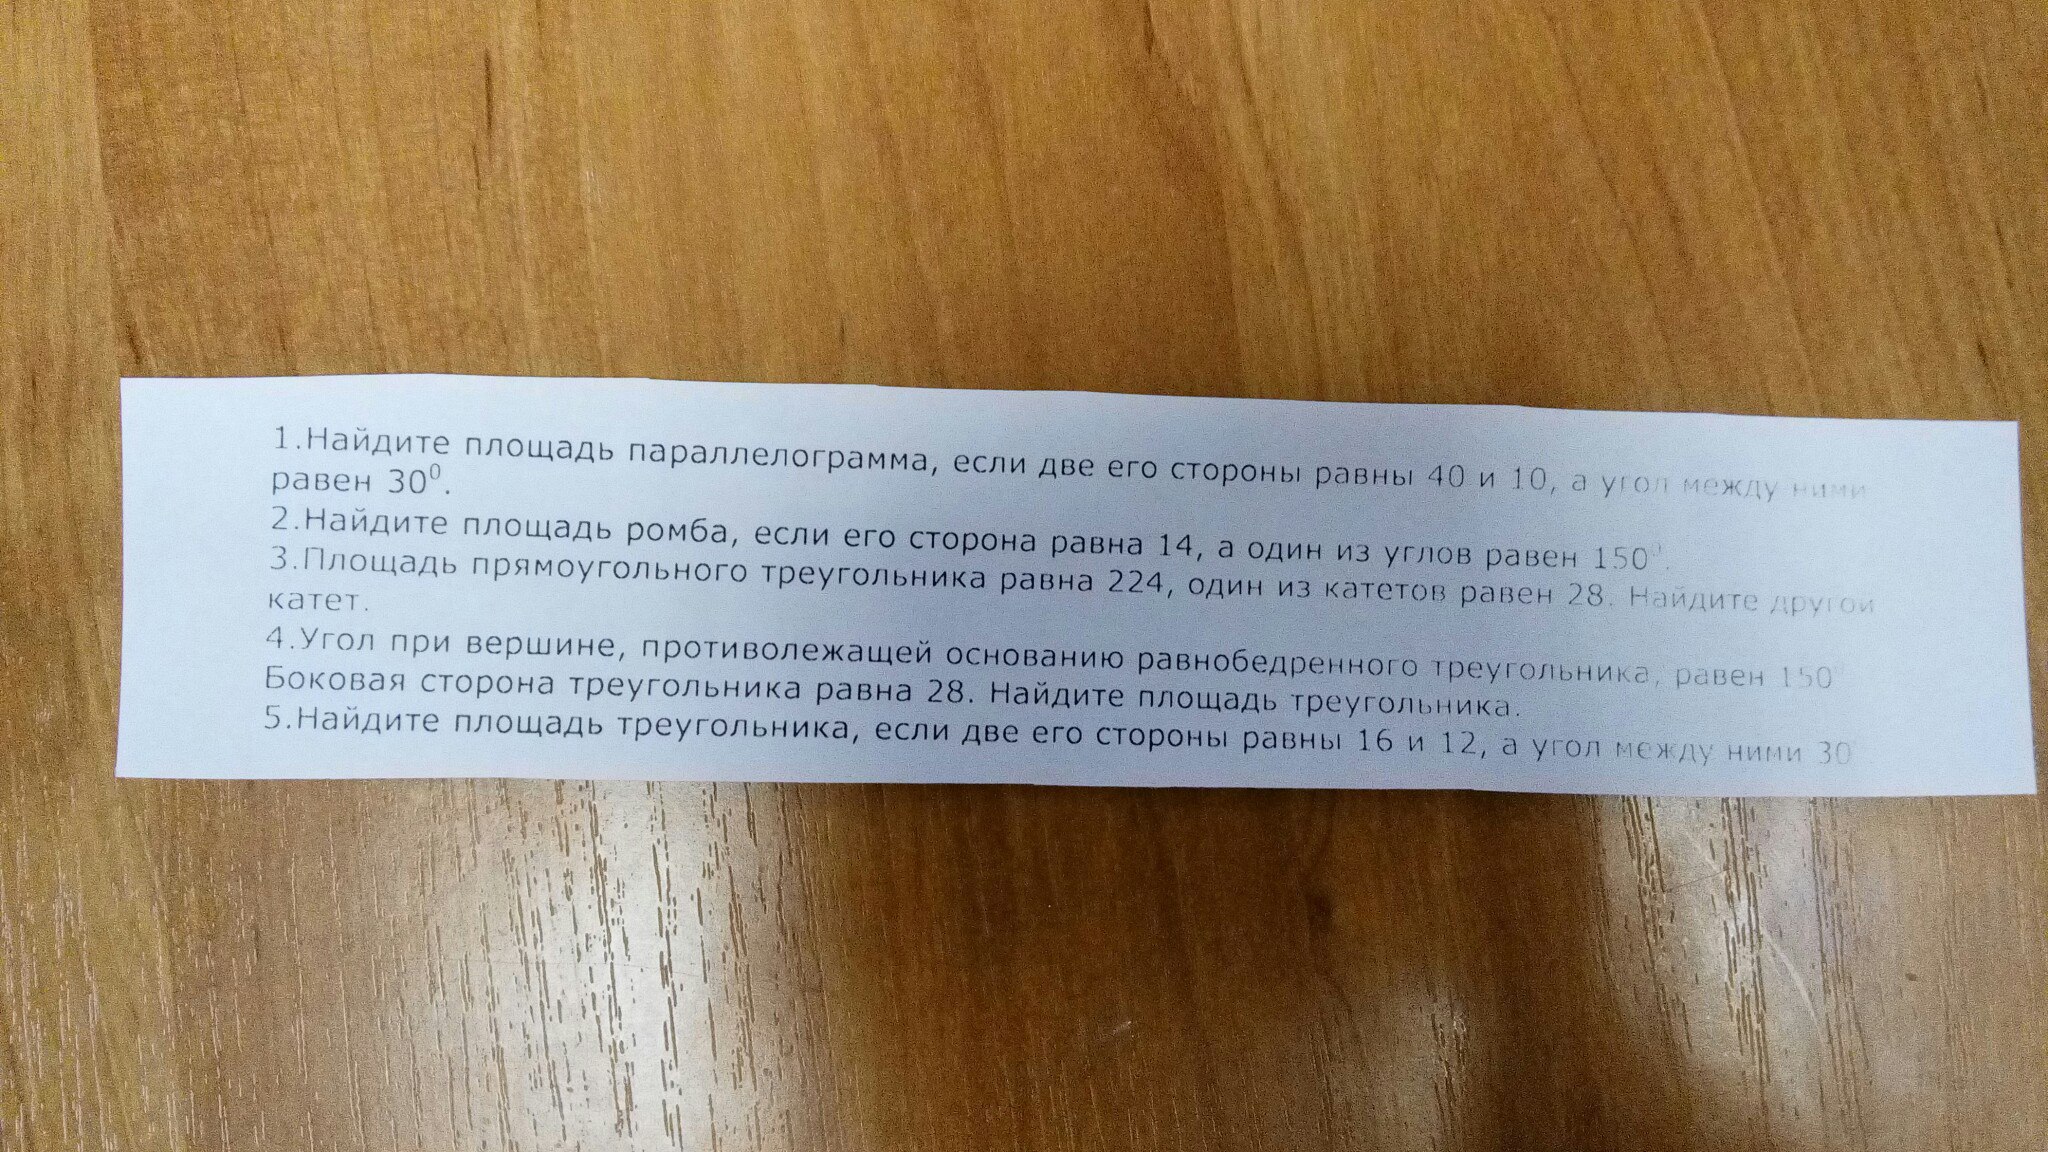 1.Найдите площадь параллелограмма, если две его стороны равны 40 и 10, а угол между ними
равен 30⁰.
2.Найдите площадь ромба, если его сторона равна 14, а один из углов равен 150⁰.
3.Площадь прямоугольного треугольника равна 224, один из катетов равен 28. Найдите другой
катет.
4.Угол при вершине, противолежащей основанию равнобедренного треугольника, равен 150⁰
Боковая сторона треугольника равна 28. Найдите площадь треугольника.
5.Найдите площадь треугольника, если две его стороны равны 16 и 12, а угол между ними 30